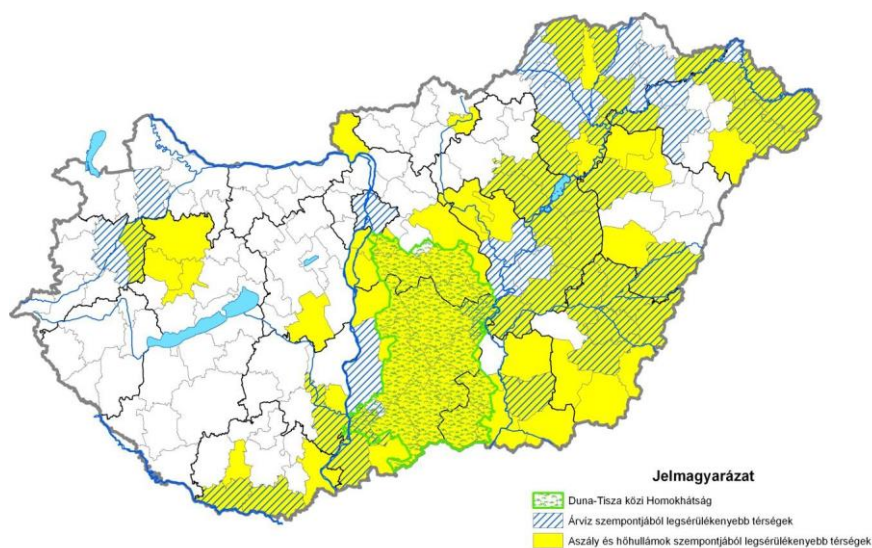 Jelmagyarázat
Duna-Tisza közi Homokhátság
Árvíz szempontjából legsérülékenyebb térségek
Aszály és hőhullámok szempontjából legsérülékenyebb térségek